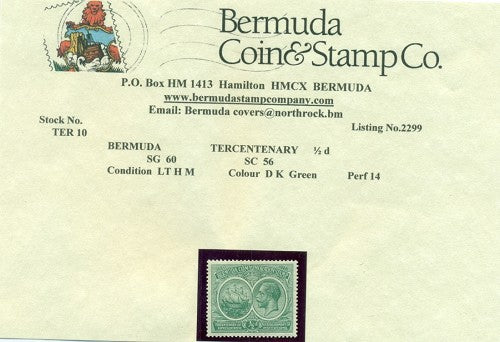 Bermuda
Coin&Stamp Co.
P.O. Box HM 1413 Hamilton HMCX BERMUDA
www.bermudastampcompany.com
Email: Bermuda covers@northrock.bm
Stock No.
Listing No.2299
TER 10
BERMUDA TERCENTENARY ½ d
SG 60 SC 56
Condition LT H M Colour D K Green Perf 14